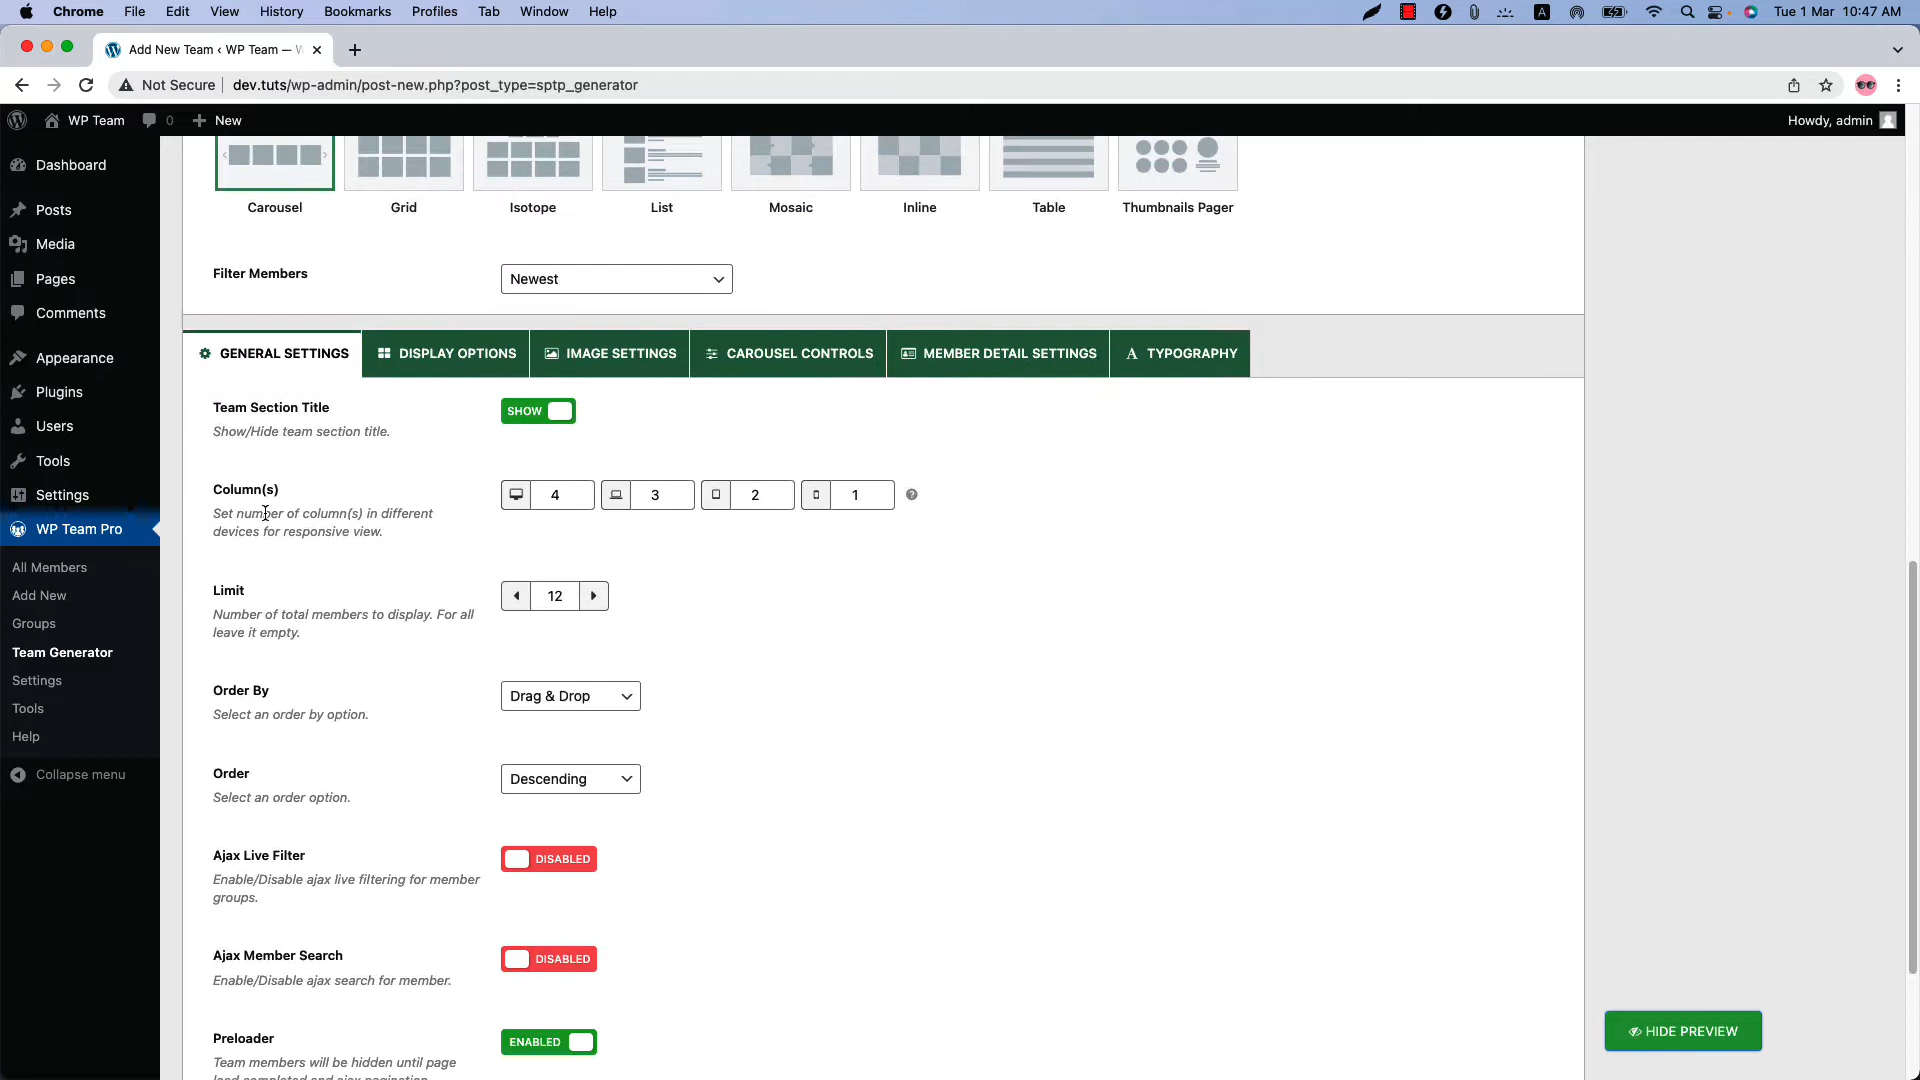 Chrome File Edit View History Bookmarks Profiles Tab Window Help A Tue 1 Mar 10:47 AM
Add New Team ‹ WP Team — W
Not Secure dev.tuts/wp-admin/post-new.php?post_type=sptp_generator
WP Team 0 New Howdy, admin
Dashboard
Posts
Media
Pages
Comments
Appearance
Plugins
Users
Tools
Settings
WP Team Pro
All Members
Add New
Groups
Team Generator
Settings
Tools
Help
Collapse menu
Carousel Grid Isotope List Mosaic Inline Table Thumbnails Pager
Filter Members Newest
GENERAL SETTINGS DISPLAY OPTIONS IMAGE SETTINGS CAROUSEL CONTROLS MEMBER DETAIL SETTINGS A TYPOGRAPHY
Team Section Title SHOW
Show/Hide team section title.
Column(s) 4 3 2 1 ?
Set number of column(s) in different
devices for responsive view.
Limit 12
Number of total members to display. For all
leave it empty.
Order By Drag & Drop
Select an order by option.
Order Descending
Select an order option.
Ajax Live Filter DISABLED
Enable/Disable ajax live filtering for member
groups.
Ajax Member Search DISABLED
Enable/Disable ajax search for member.
Preloader ENABLED
Team members will be hidden until page
load completed and ajax pagination
HIDE PREVIEW